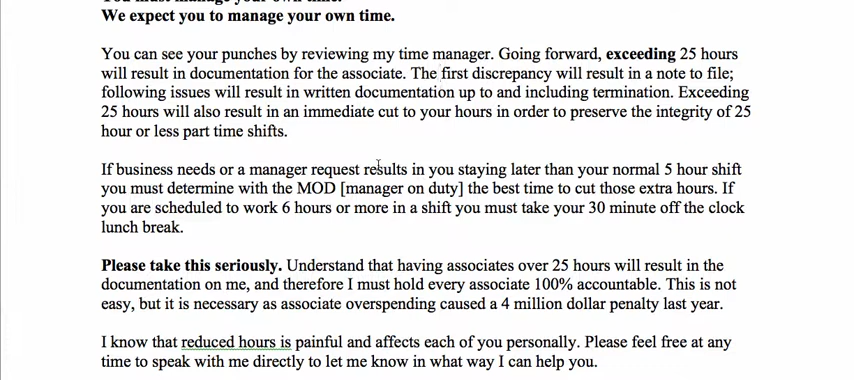 We expect you to manage your own time.
You can see your punches by reviewing my time manager. Going forward, exceeding 25 hours
will result in documentation for the associate. The first discrepancy will result in a note to file;
following issues will result in written documentation up to and including termination. Exceeding
25 hours will also result in an immediate cut to your hours in order to preserve the integrity of 25
hour or less part time shifts.
If business needs or a manager request results in you staying later than your normal 5 hour shift
you must determine with the MOD [manager on duty] the best time to cut those extra hours. If
you are scheduled to work 6 hours or more in a shift you must take your 30 minute off the clock
lunch break.
Please take this seriously. Understand that having associates over 25 hours will result in the
documentation on me, and therefore I must hold every associate 100% accountable. This is not
easy, but it is necessary as associate overspending caused a 4 million dollar penalty last year.
I know that reduced hours is painful and affects each of you personally. Please feel free at any
time to speak with me directly to let me know in what way I can help you.